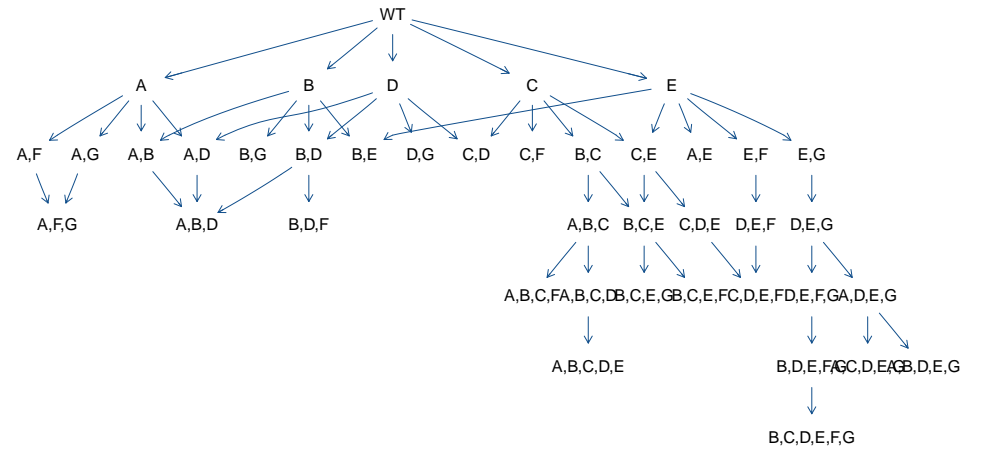 WT
A B D C E
A,F A,G A,B A,D B,G B,D B,E D,G C,D C,F B,C C,E A,E E,F E,G
A,F,G A,B,D B,D,F A,B,C B,C,E C,D,E D,E,F D,E,G
A,B,C,F A,B,C,D B,C,E,G B,C,E,F C,D,E,F D,E,F,G A,D,E,G
A,B,C,D,E B,D,E,F,G A,C,D,E,G A,B,D,E,G
B,C,D,E,F,G